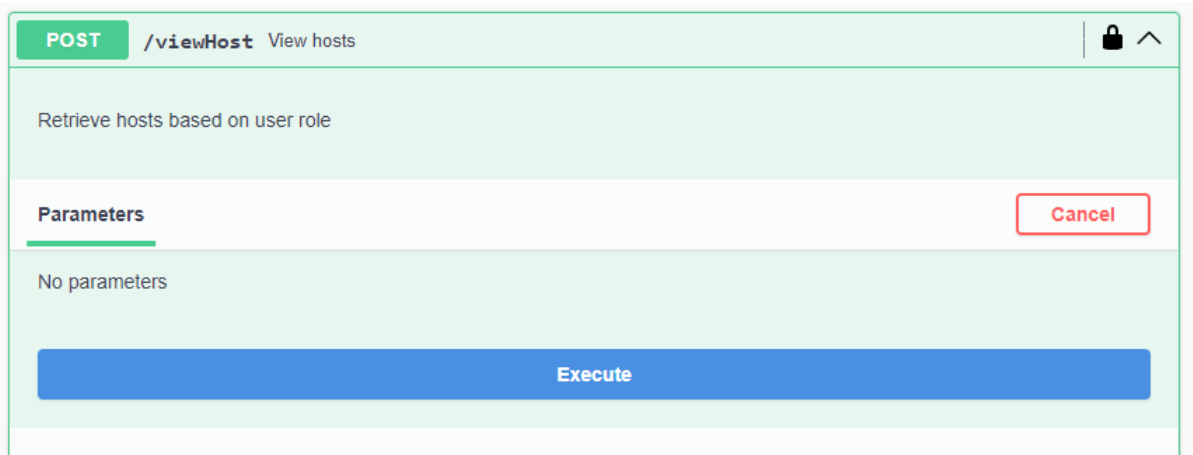 POST /viewHost View hosts
Retrieve hosts based on user role
Parameters Cancel
No parameters
Execute